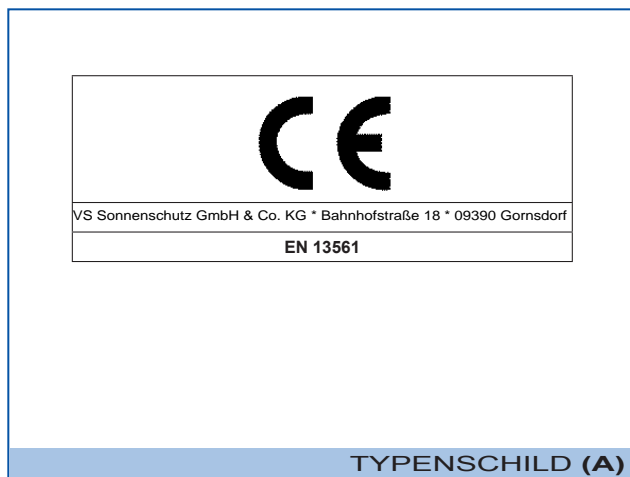 CE
VS Sonnenschutz GmbH & Co. KG * Bahnhofstraße 18 * 09390 Gornsdorf
EN 13561
TYPENSCHILD (A)